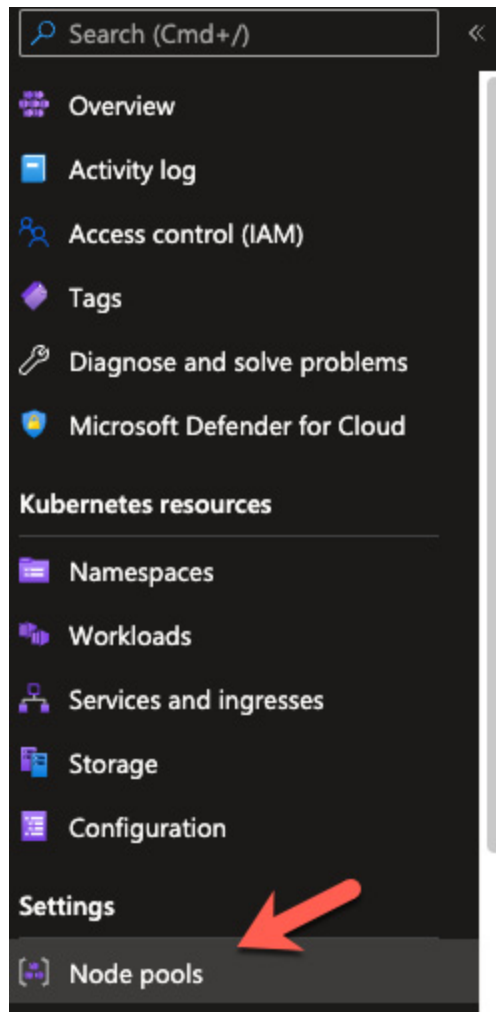 Search (Cmd+/)
Overview
Activity log
Access control (IAM)
Tags
Diagnose and solve problems
Microsoft Defender for Cloud
Kubernetes resources
Namespaces
Workloads
Services and ingresses
Storage
Configuration
Settings
Node pools